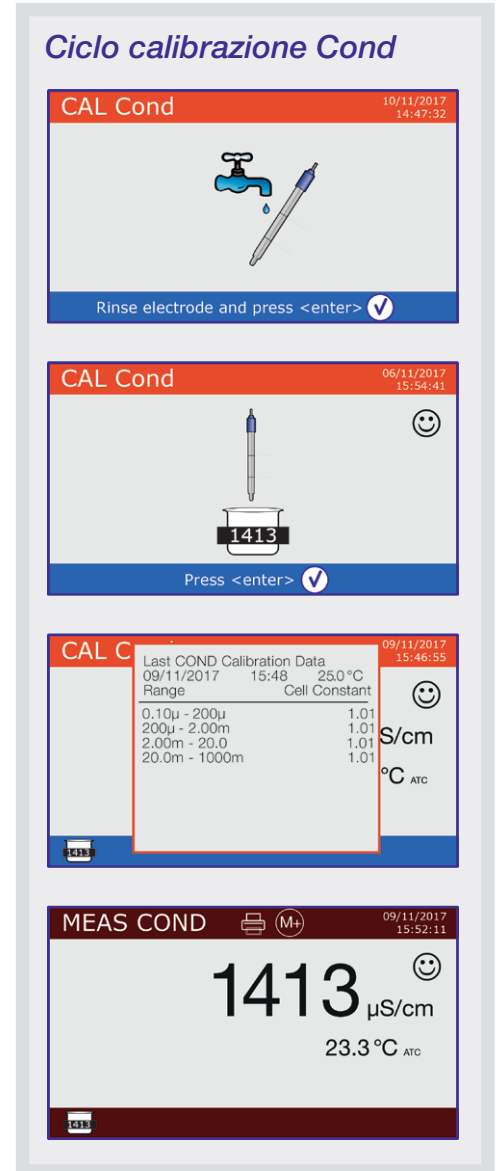 Ciclo calibrazione Cond
CAL Cond
10/11/2017
14:47:32
Rinse electrode and press <enter>
CAL Cond
06/11/2017
15:54:41
1413
Press <enter>
CAL C
09/11/2017
15:46:55
Last COND Calibration Data
09/11/2017 15:48 25.0 °C
Range Cell Constant
0.10µ - 200µ 1.01
200µ - 2.00m 1.01
2.00m - 20.0 1.01
20.0m - 1000m 1.01
S/cm
°C ATC
1413
MEAS COND M+
09/11/2017
15:52:11
1413 µS/cm
23.3 °C ATC
1413